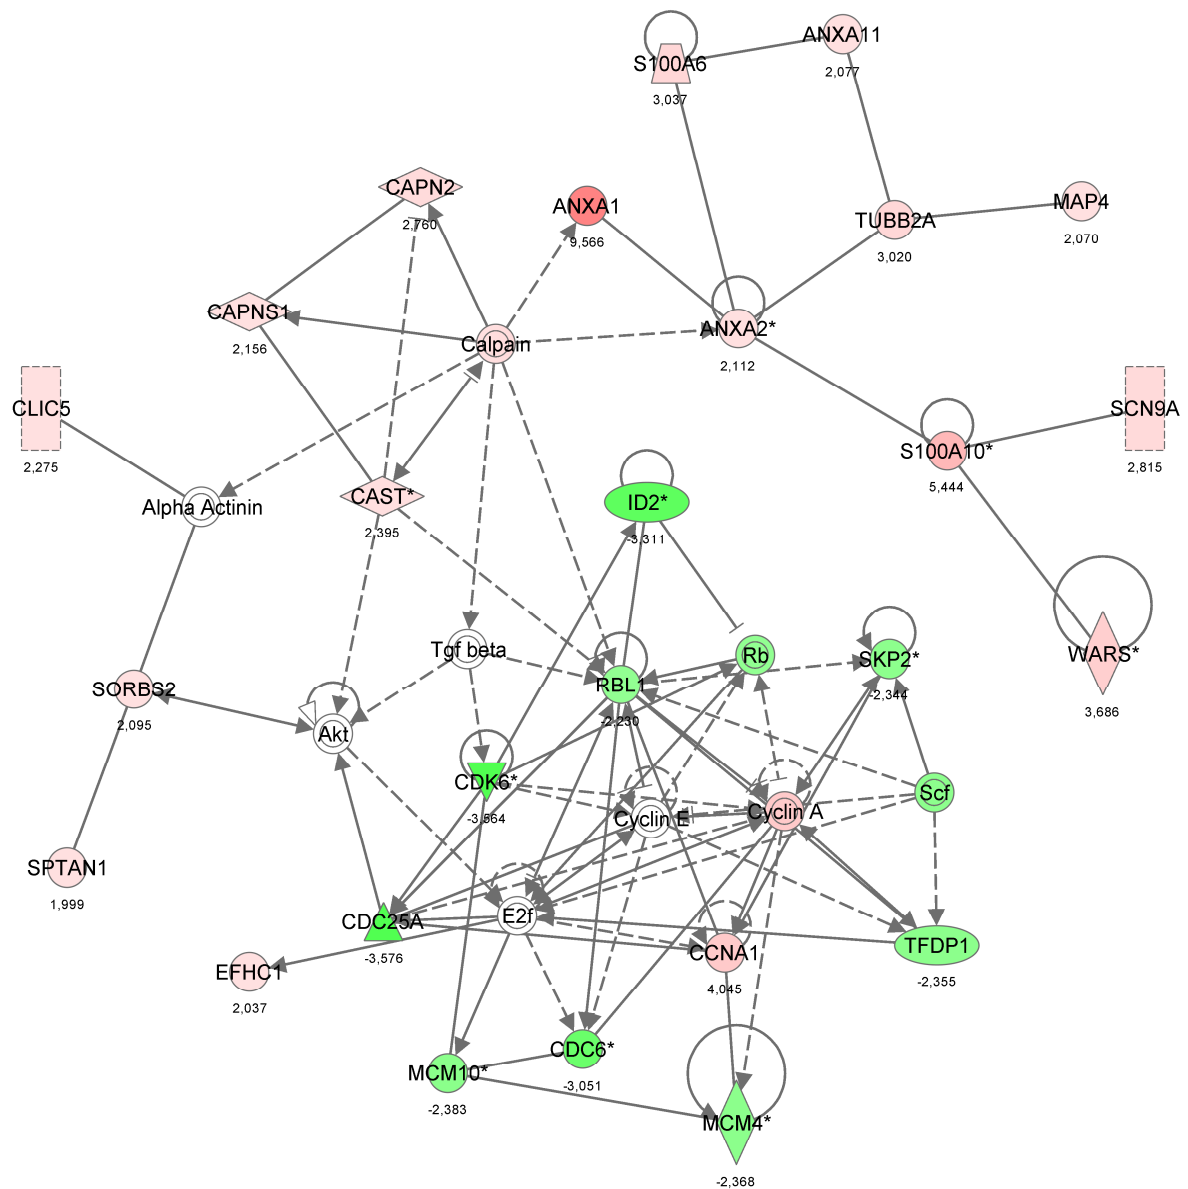 ANXA11
2,077
S100A6
3,037
CAPN2
2,760
ANXA1
9,566
MAP4
2,070
TUBB2A
3,020
CAPNS1
2,156
Calpain
ANXA2*
2,112
CLIC5
2,275
SCN9A
2,815
S100A10*
5,444
Alpha Actinin
CAST*
2,395
ID2*
-3,311
Tgf beta
Rb
SKP2*
-2,344
WARS*
3,686
SORBS2
2,095
RBL1
-2,230
Akt
CDK6*
-3,564
Cyclin E
Cyclin A
Scf
SPTAN1
1,999
CDC25A
-3,576
E2f
CCNA1
4,045
TFDP1
-2,355
EFHC1
2,037
CDC6*
-3,051
MCM10*
-2,383
MCM4*
-2,368